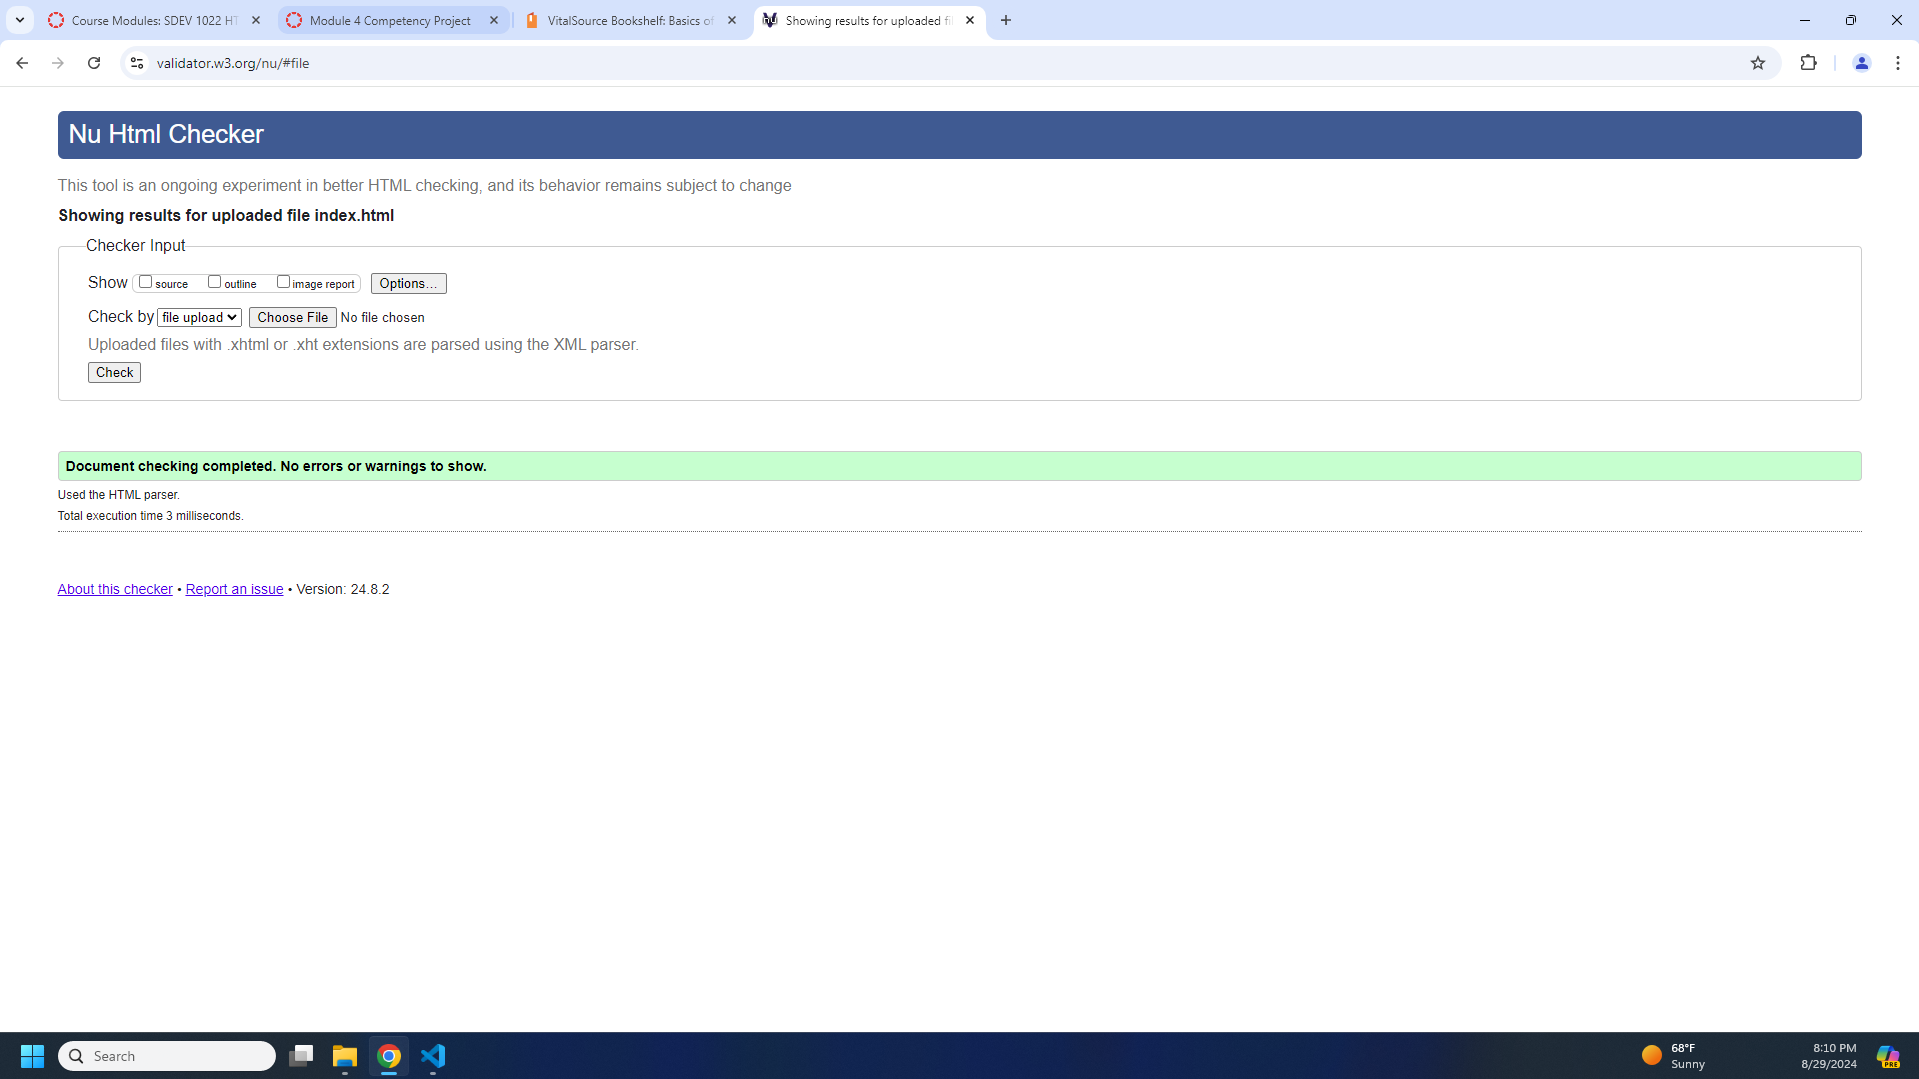 Course Modules: SDEV 1022 HT
Module 4 Competency Project
VitalSource Bookshelf: Basics of
Showing results for uploaded fi
validator.w3.org/nu/#file
Nu Html Checker
This tool is an ongoing experiment in better HTML checking, and its behavior remains subject to change
Showing results for uploaded file index.html
Checker Input
Show source outline image report Options...
Check by file upload Choose File No file chosen
Uploaded files with .xhtml or .xht extensions are parsed using the XML parser.
Check
Document checking completed. No errors or warnings to show.
Used the HTML parser.
Total execution time 3 milliseconds.
About this checker • Report an issue • Version: 24.8.2
Search
68°F
Sunny
8:10 PM
8/29/2024
PRE